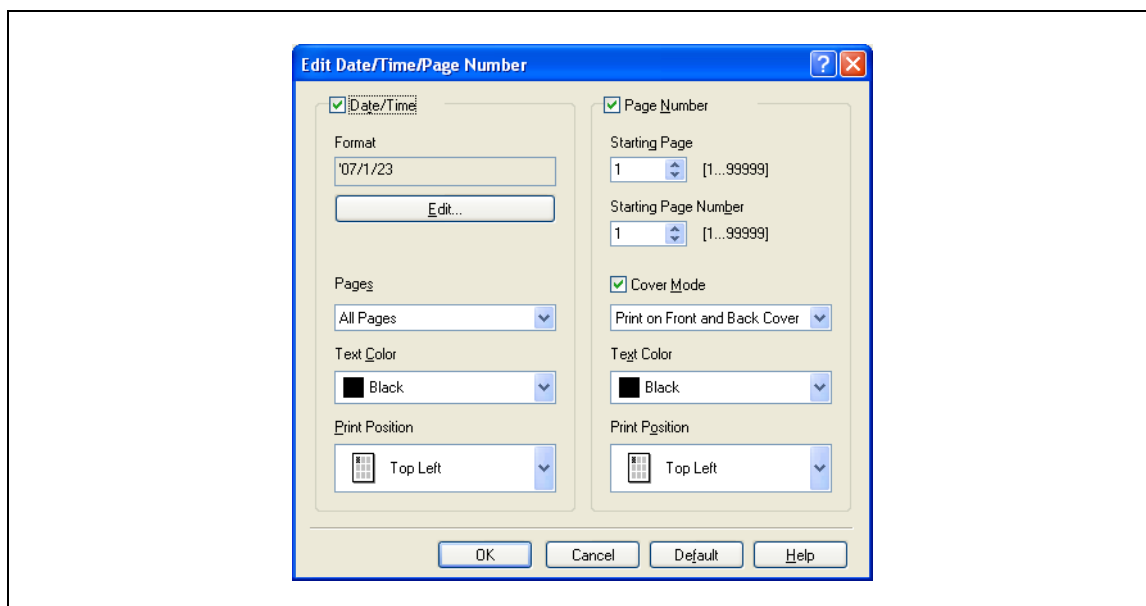 Edit Date/Time/Page Number
Date/Time
Format
'07/1/23
Edit...
Pages
All Pages
Text Color
Black
Print Position
Top Left
Page Number
Starting Page
1 [1...99999]
Starting Page Number
1 [1...99999]
Cover Mode
Print on Front and Back Cover
Text Color
Black
Print Position
Top Left
OK Cancel Default Help